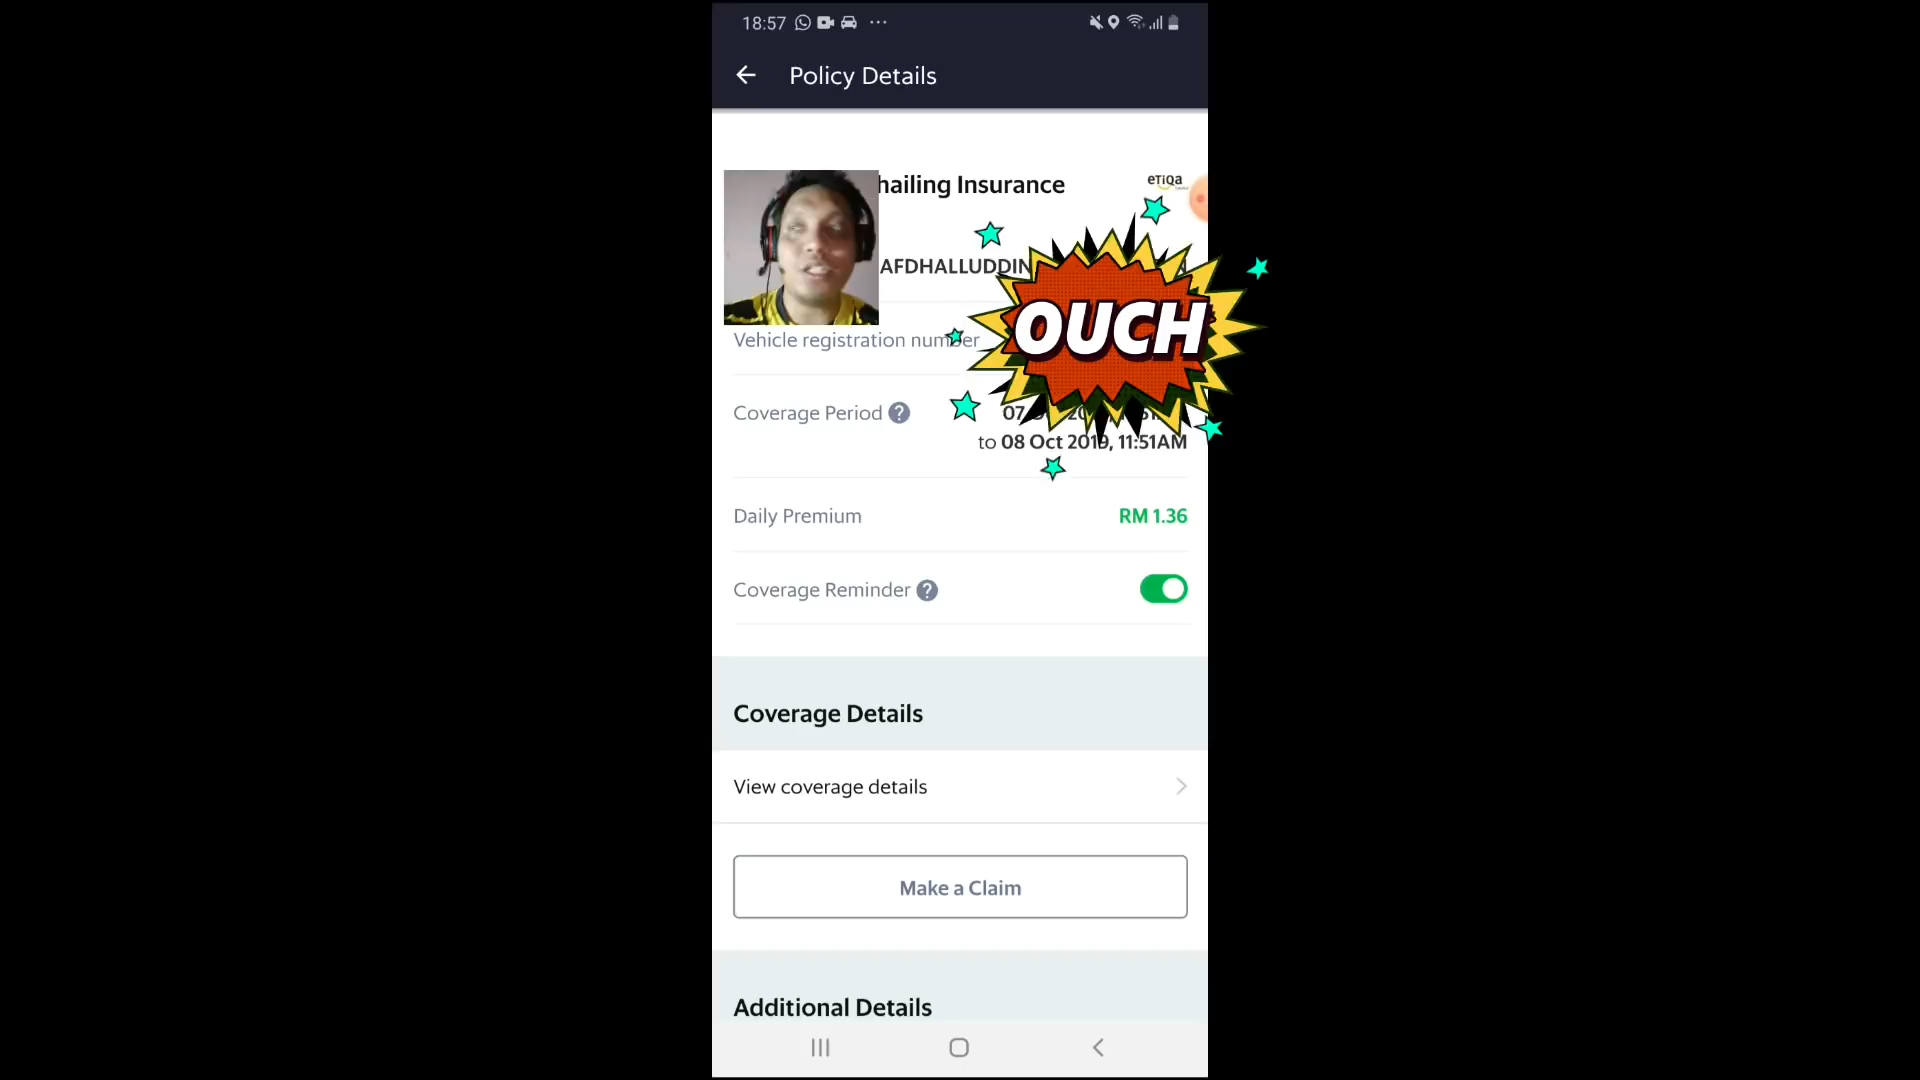 18:57
Policy Details
hailing Insurance
eTiQa
AFDHALLUDDIN
OUCH
Vehicle registration number
Coverage Period
07
to 08 Oct 2019, 11:51AM
Daily Premium
RM 1.36
Coverage Reminder
Coverage Details
View coverage details
Make a Claim
Additional Details